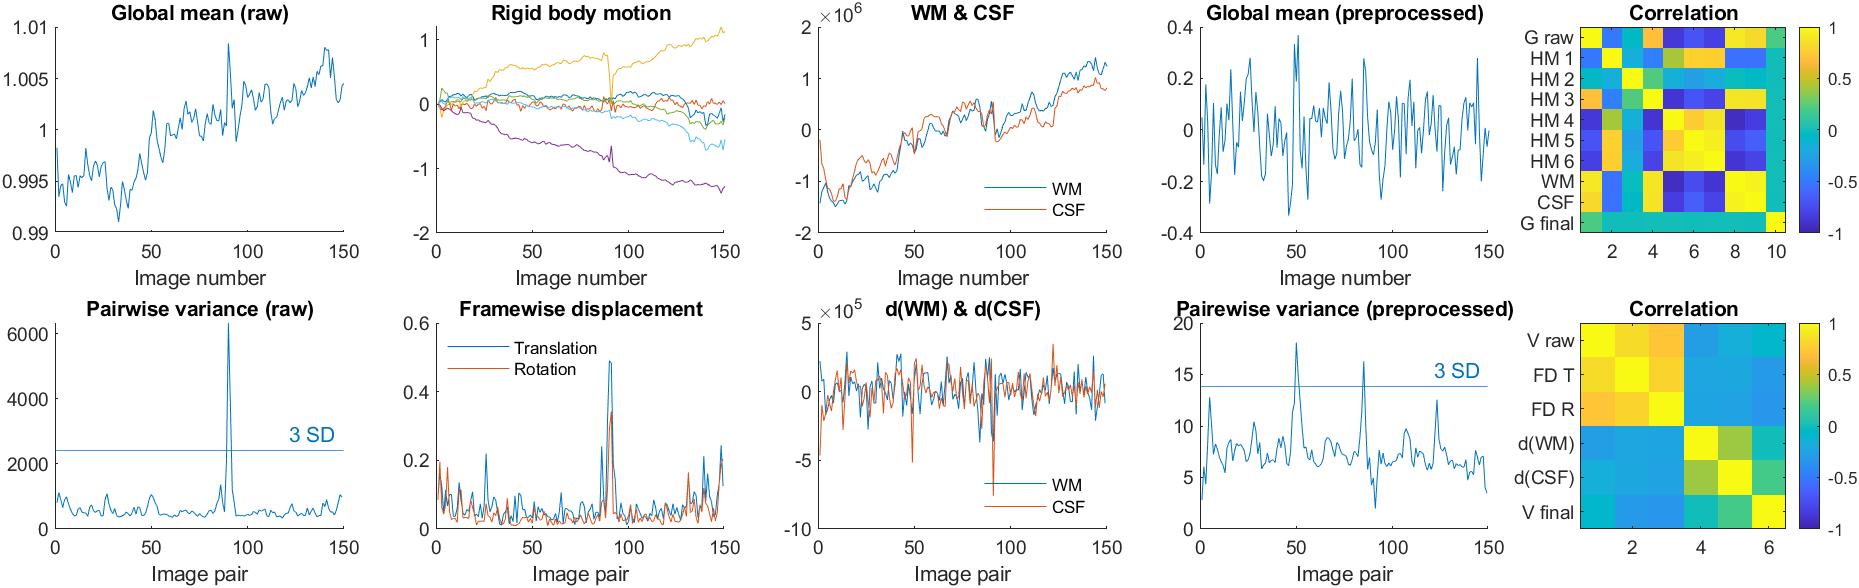 Global mean (raw)
1.01
1.005
1
0.995
0.99
0 50 100 150
Image number
Rigid body motion
1
0
-1
-2
0 50 100 150
Image number
WM & CSF
×10^6
2
1
0
-1
-2
WM
CSF
0 50 100 150
Image number
Global mean (preprocessed)
0.4
0.2
0
-0.2
-0.4
0 50 100 150
Image number
Correlation
G raw
HM 1
HM 2
HM 3
HM 4
HM 5
HM 6
WM
CSF
G final
2 4 6 8 10
1
0.5
0
-0.5
-1
Pairwise variance (raw)
6000
4000
2000
0
3 SD
0 50 100 150
Image pair
Framewise displacement
0.6
0.4
0.2
0
Translation
Rotation
0 50 100 150
Image pair
d(WM) & d(CSF)
×10^5
5
0
-5
-10
WM
CSF
0 50 100 150
Image pair
Pairewise variance (preprocessed)
20
15
10
5
0
3 SD
0 50 100 150
Image pair
Correlation
V raw
FD T
FD R
d(WM)
d(CSF)
V final
2 4 6
1
0.5
0
-0.5
-1